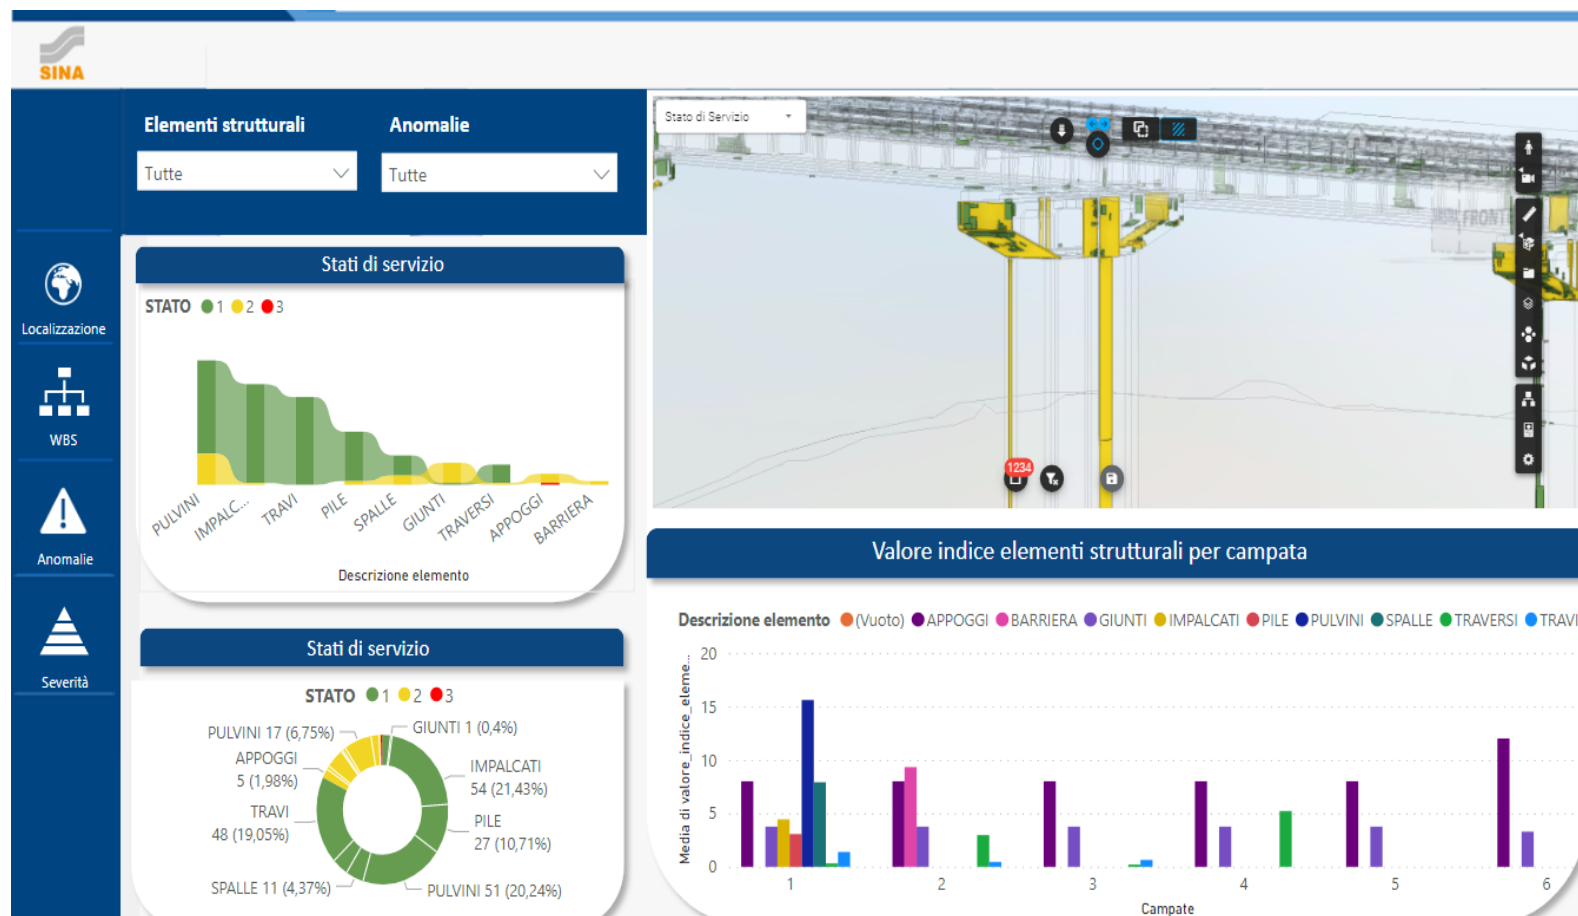 SINA
Elementi strutturali
Anomalie
Tutte
Tutte
Localizzazione
WBS
Anomalie
Severità
Stati di servizio
STATO 1 2 3
PULVINI
IMPALC...
TRAVI
PILE
SPALLE
GIUNTI
TRAVERSI
APPOGGI
BARRIERA
Descrizione elemento
Stati di servizio
STATO 1 2 3
PULVINI 17 (6,75%)
GIUNTI 1 (0,4%)
APPOGGI
5 (1,98%)
IMPALCATI
54 (21,43%)
TRAVI
48 (19,05%)
PILE
27 (10,71%)
SPALLE 11 (4,37%)
PULVINI 51 (20,24%)
Stato di Servizio
FRONT
1234
Valore indice elementi strutturali per campata
Descrizione elemento (Vuoto) APPOGGI BARRIERA GIUNTI IMPALCATI PILE PULVINI SPALLE TRAVERSI TRAVI
Media di valore_indice_eleme...
20
15
10
5
0
1 2 3 4 5 6
Campate